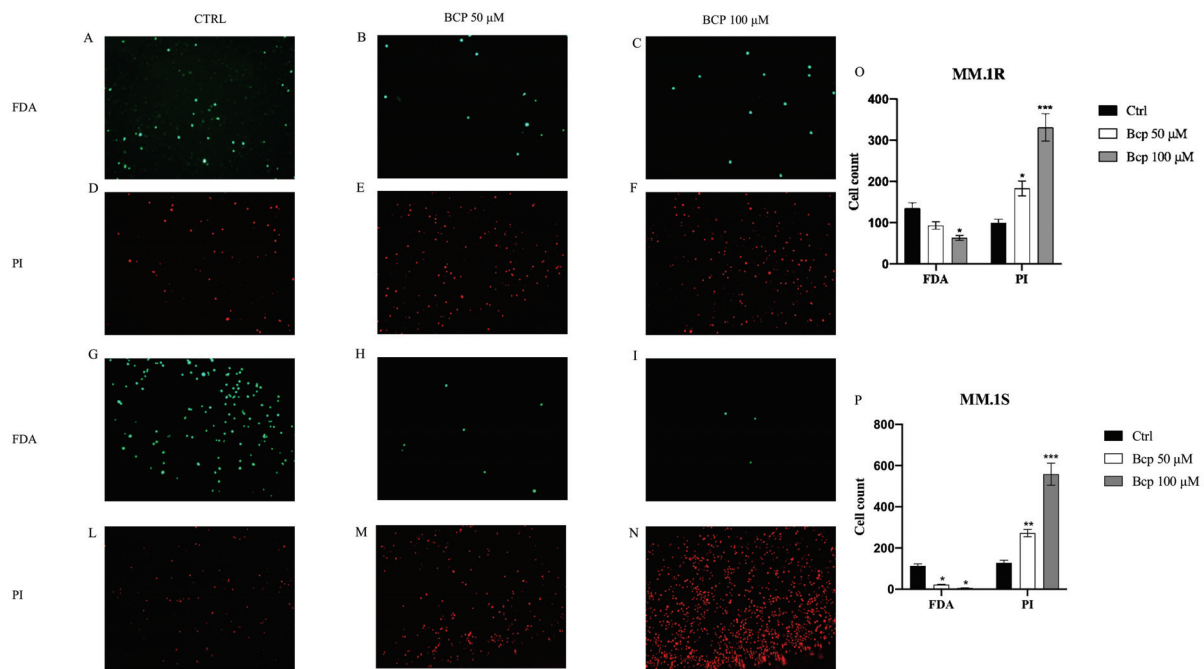 CTRL
BCP 50 µM
BCP 100 µM
A
B
C
FDA
D
E
F
PI
G
H
I
FDA
L
M
N
PI
O
MM.1R
Cell count
400
300
200
100
0
*
*
***
FDA
PI
Ctrl
Bcp 50 µM
Bcp 100 µM
P
MM.1S
Cell count
800
600
400
200
0
*
*
**
***
FDA
PI
Ctrl
Bcp 50 µM
Bcp 100 µM